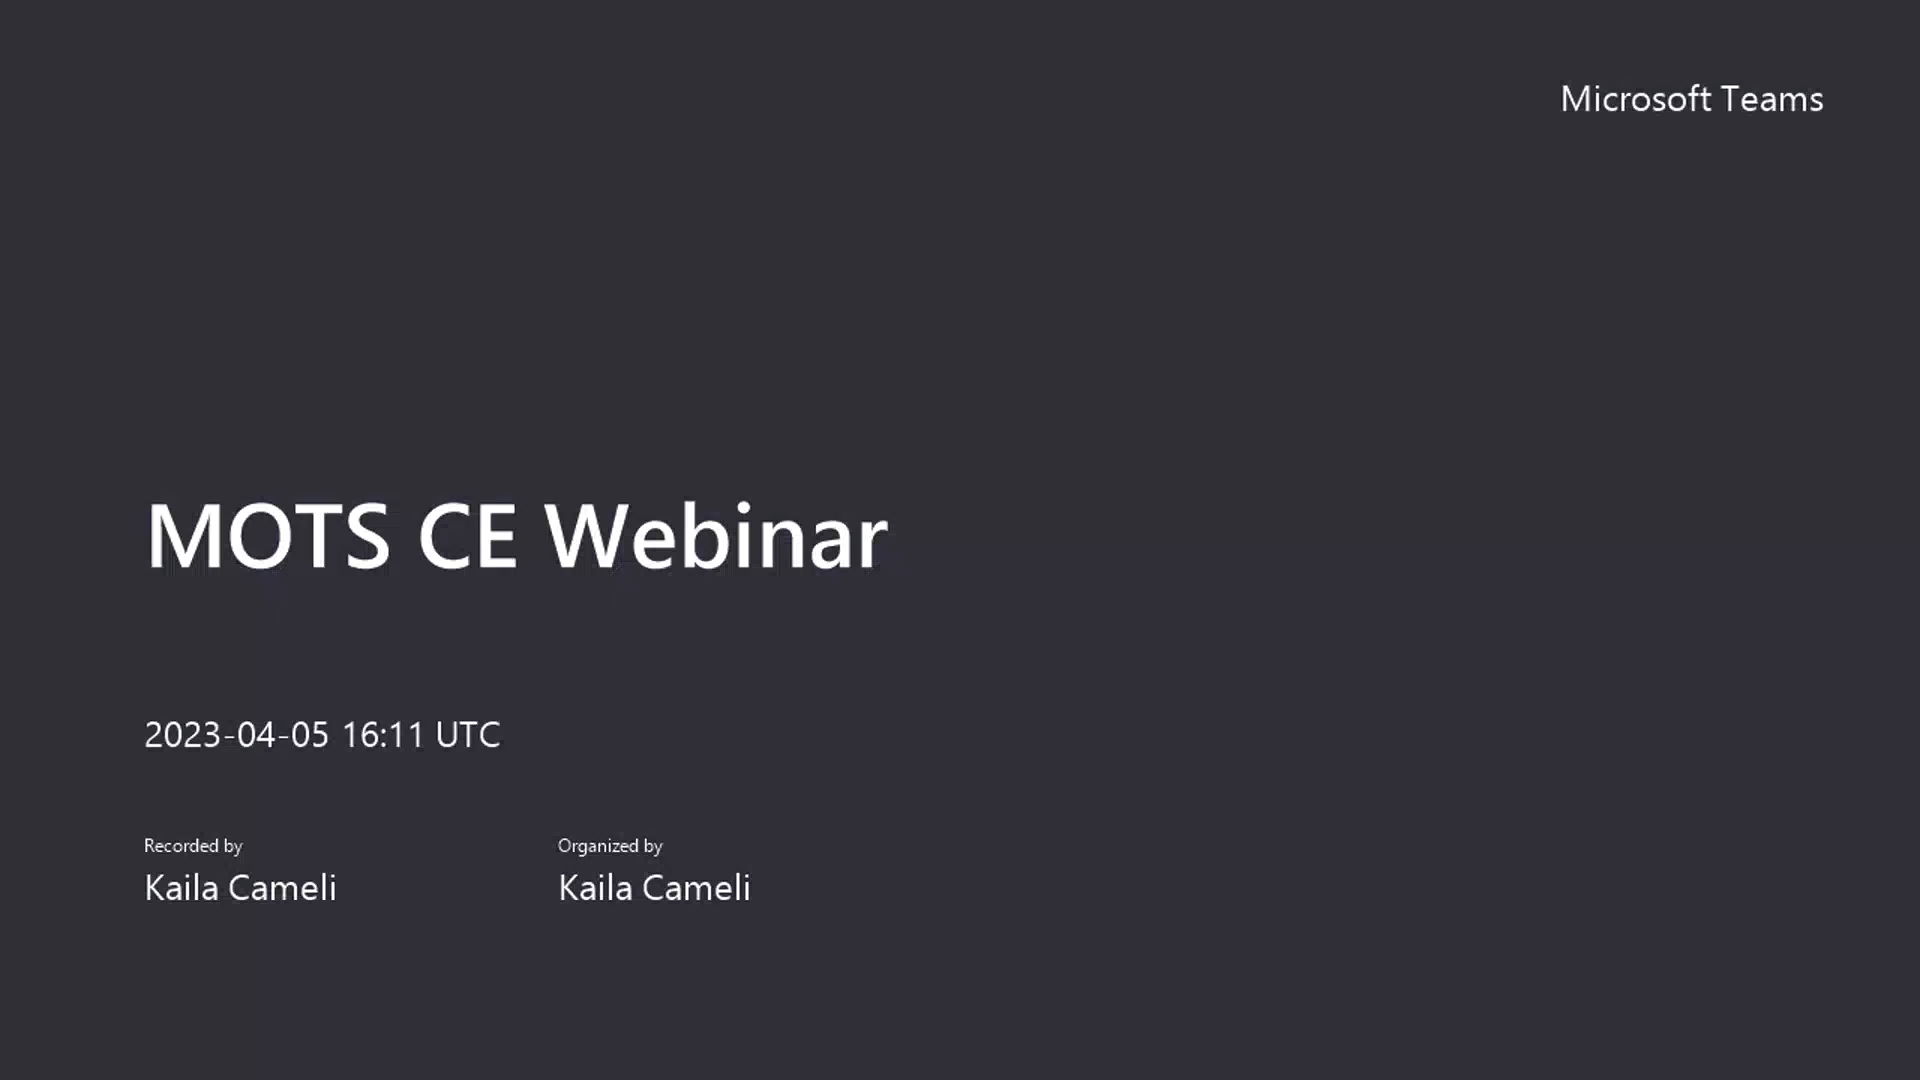 Microsoft Teams
MOTS CE Webinar
2023-04-05 16:11 UTC
Recorded by
Kaila Cameli
Organized by
Kaila Cameli